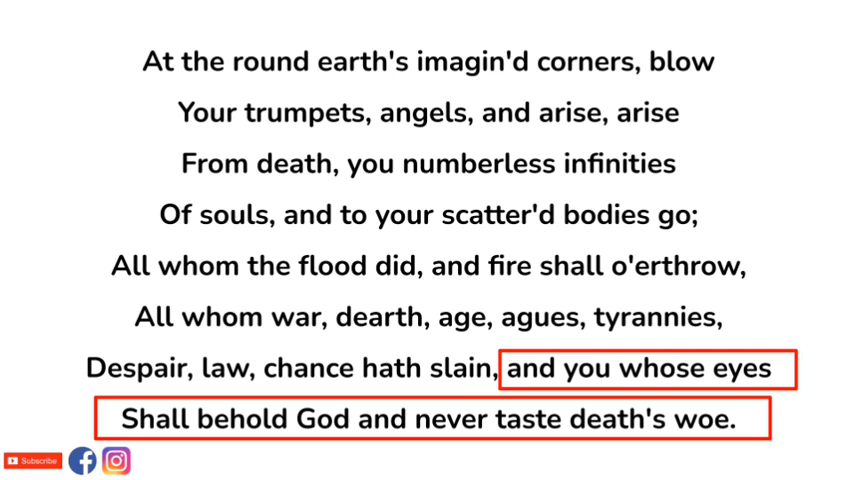 At the round earth's imagin'd corners, blow
Your trumpets, angels, and arise, arise
From death, you numberless infinities
Of souls, and to your scatter'd bodies go;
All whom the flood did, and fire shall o'erthrow,
All whom war, dearth, age, agues, tyrannies,
Despair, law, chance hath slain, and you whose eyes
Shall behold God and never taste death's woe.
Subscribe